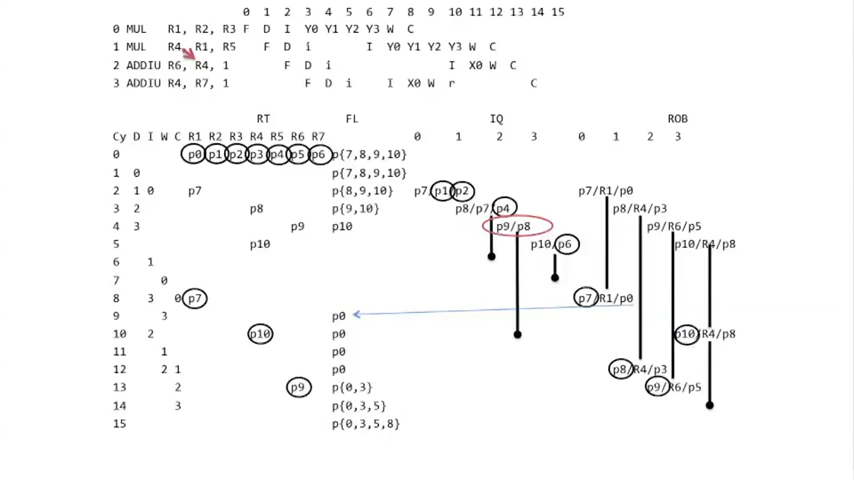 0 1 2 3 4 5 6 7 8 9 10 11 12 13 14 15
0 MUL R1, R2, R3 F D I Y0 Y1 Y2 Y3 W C
1 MUL R4, R1, R5 F D i I Y0 Y1 Y2 Y3 W C
2 ADDIU R6, R4, 1 F D i I X0 W C
3 ADDIU R4, R7, 1 F D i I X0 W r C
RT FL IQ ROB
Cy D I W C R1 R2 R3 R4 R5 R6 R7 0 1 2 3 0 1 2 3
0 p0 p1 p2 p3 p4 p5 p6 p{7,8,9,10}
1 0 p{7,8,9,10}
2 1 0 p7 p{8,9,10} p7/p1/p2 p7/R1/p0
3 2 p8 p{9,10} p8/p7/p4 p8/R4/p3
4 3 p9 p10 p9/p8 p9/R6/p5
5 p10 p10/p6 p10/R4/p8
6 1
7 0
8 3 0 p7 p7/R1/p0
9 3 p0
10 2 p10 p0 p10/R4/p8
11 1 p0
12 2 1 p0 p8/R4/p3
13 2 p9 p{0,3} p9/R6/p5
14 3 p{0,3,5}
15 p{0,3,5,8}